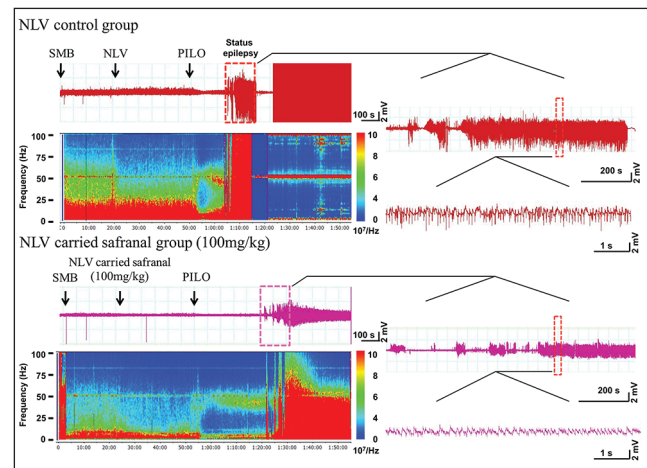 NLV control group
SMB NLV PILO Status epilepsy
100 s 2 mV
Frequency (Hz)
100
75
50
25
0
10
8
6
4
2
0
10⁷/Hz
:0 10:00 20:00 30:00 40:00 50:00 1:00:00 1:10:00 1:20:00 1:30:00 1:40:00 1:50:00
200 s 2 mV
1 s 2 mV
NLV carried safranal group (100mg/kg)
SMB NLV carried safranal (100mg/kg) PILO
100 s 2 mV
Frequency (Hz)
100
75
50
25
0
10
8
6
4
2
0
10⁷/Hz
:00 10:00 20:00 30:00 40:00 50:00 1:00:00 1:10:00 1:20:00 1:30:00 1:40:00 1:50:00
200 s 2 mV
1 s 2 mV